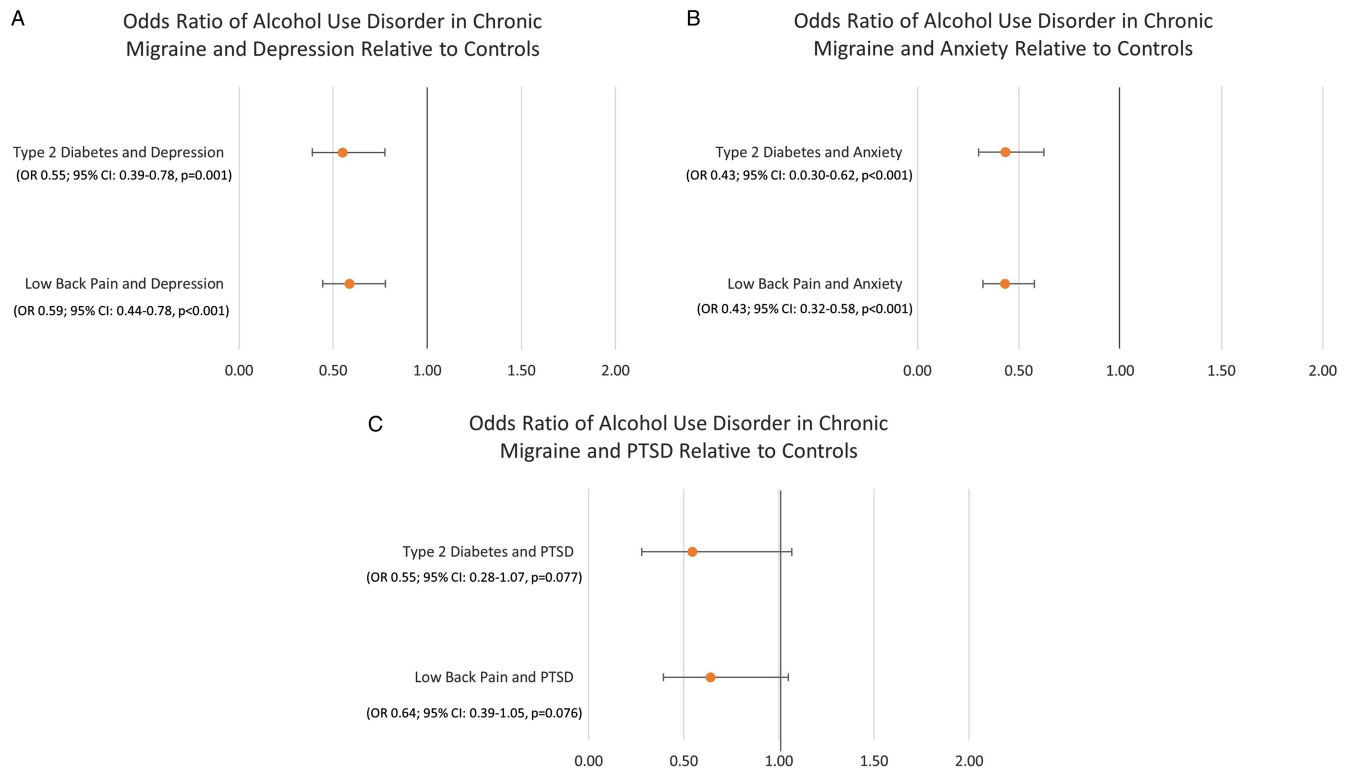 A
Odds Ratio of Alcohol Use Disorder in Chronic
Migraine and Depression Relative to Controls
Type 2 Diabetes and Depression
(OR 0.55; 95% CI: 0.39-0.78, p=0.001)
Low Back Pain and Depression
(OR 0.59; 95% CI: 0.44-0.78, p<0.001)
0.00 0.50 1.00 1.50 2.00
B
Odds Ratio of Alcohol Use Disorder in Chronic
Migraine and Anxiety Relative to Controls
Type 2 Diabetes and Anxiety
(OR 0.43; 95% CI: 0.0.30-0.62, p<0.001)
Low Back Pain and Anxiety
(OR 0.43; 95% CI: 0.32-0.58, p<0.001)
0.00 0.50 1.00 1.50 2.00
C
Odds Ratio of Alcohol Use Disorder in Chronic
Migraine and PTSD Relative to Controls
Type 2 Diabetes and PTSD
(OR 0.55; 95% CI: 0.28-1.07, p=0.077)
Low Back Pain and PTSD
(OR 0.64; 95% CI: 0.39-1.05, p=0.076)
0.00 0.50 1.00 1.50 2.00